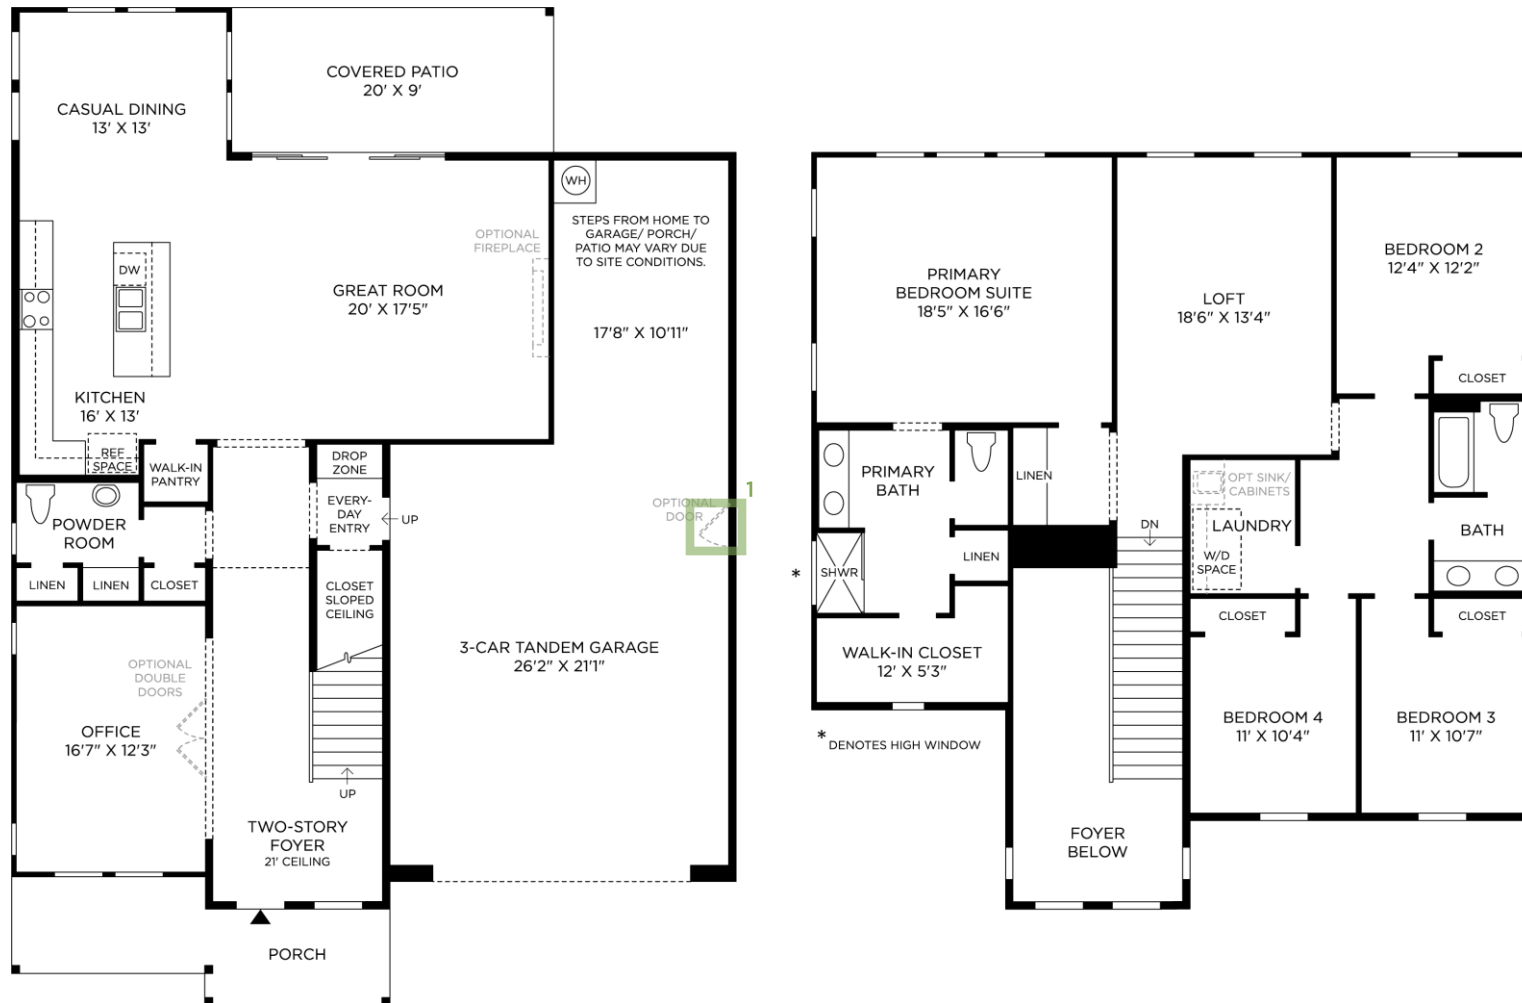 COVERED PATIO
20' X 9'
CASUAL DINING
13' X 13'
WH
STEPS FROM HOME TO
GARAGE/ PORCH/
PATIO MAY VARY DUE
TO SITE CONDITIONS.
OPTIONAL
FIREPLACE
DW
GREAT ROOM
20' X 17'5"
17'8" X 10'11"
KITCHEN
16' X 13'
REF
SPACE
WALK-IN
PANTRY
DROP
ZONE
EVERY-
DAY
ENTRY
UP
OPTIONAL
DOOR
1
POWDER
ROOM
LINEN
LINEN
CLOSET
CLOSET
SLOPED
CEILING
3-CAR TANDEM GARAGE
26'2" X 21'1"
OPTIONAL
DOUBLE
DOORS
OFFICE
16'7" X 12'3"
UP
TWO-STORY
FOYER
21' CEILING
PORCH
PRIMARY
BEDROOM SUITE
18'5" X 16'6"
LOFT
18'6" X 13'4"
BEDROOM 2
12'4" X 12'2"
CLOSET
PRIMARY
BATH
LINEN
OPT SINK/
CABINETS
LAUNDRY
W/D
SPACE
DN
BATH
LINEN
* SHWR
CLOSET
CLOSET
WALK-IN CLOSET
12' X 5'3"
BEDROOM 4
11' X 10'4"
BEDROOM 3
11' X 10'7"
* DENOTES HIGH WINDOW
FOYER
BELOW